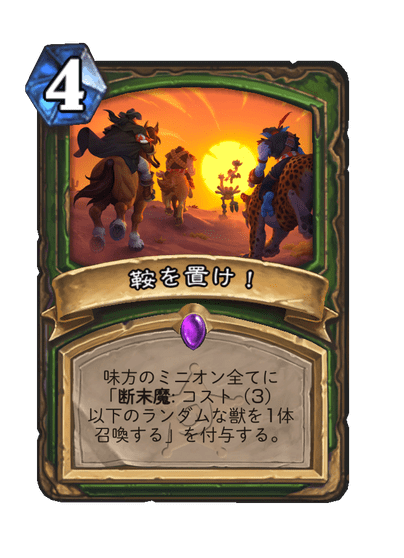 4
鞍を置け！
味方のミニオン全てに
「断末魔: コスト（3）
以下のランダムな獣を1体
召喚する」を付与する。